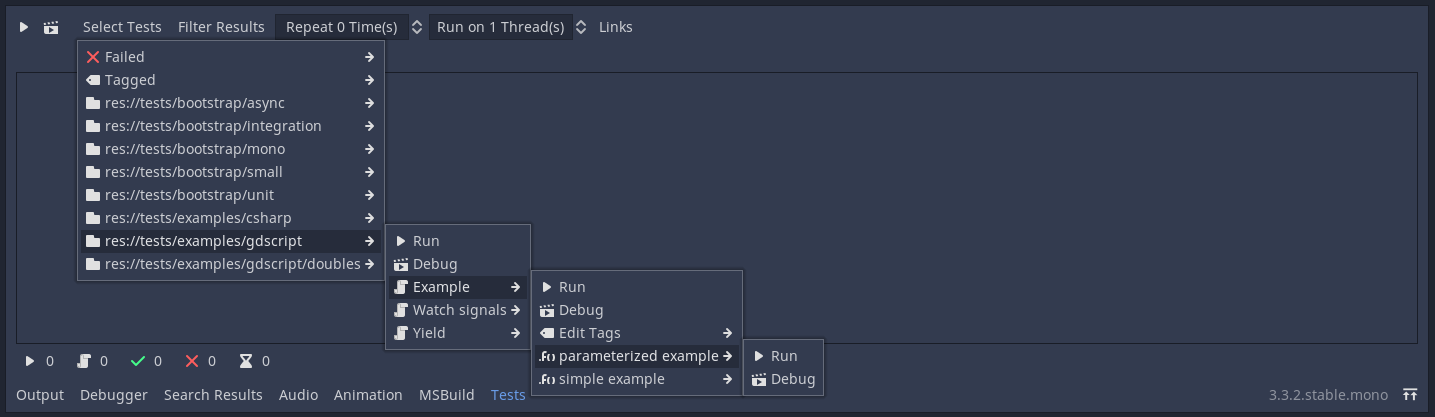 Select Tests Filter Results Repeat 0 Time(s) Run on 1 Thread(s) Links
Failed
Tagged
res://tests/bootstrap/async
res://tests/bootstrap/integration
res://tests/bootstrap/mono
res://tests/bootstrap/small
res://tests/bootstrap/unit
res://tests/examples/csharp
res://tests/examples/gdscript
res://tests/examples/gdscript/doubles
Run
Debug
Example
Watch signals
Yield
Run
Debug
Edit Tags
parameterized example
simple example
Run
Debug
0 0 0 0 0
Output Debugger Search Results Audio Animation MSBuild Tests 3.3.2.stable.mono